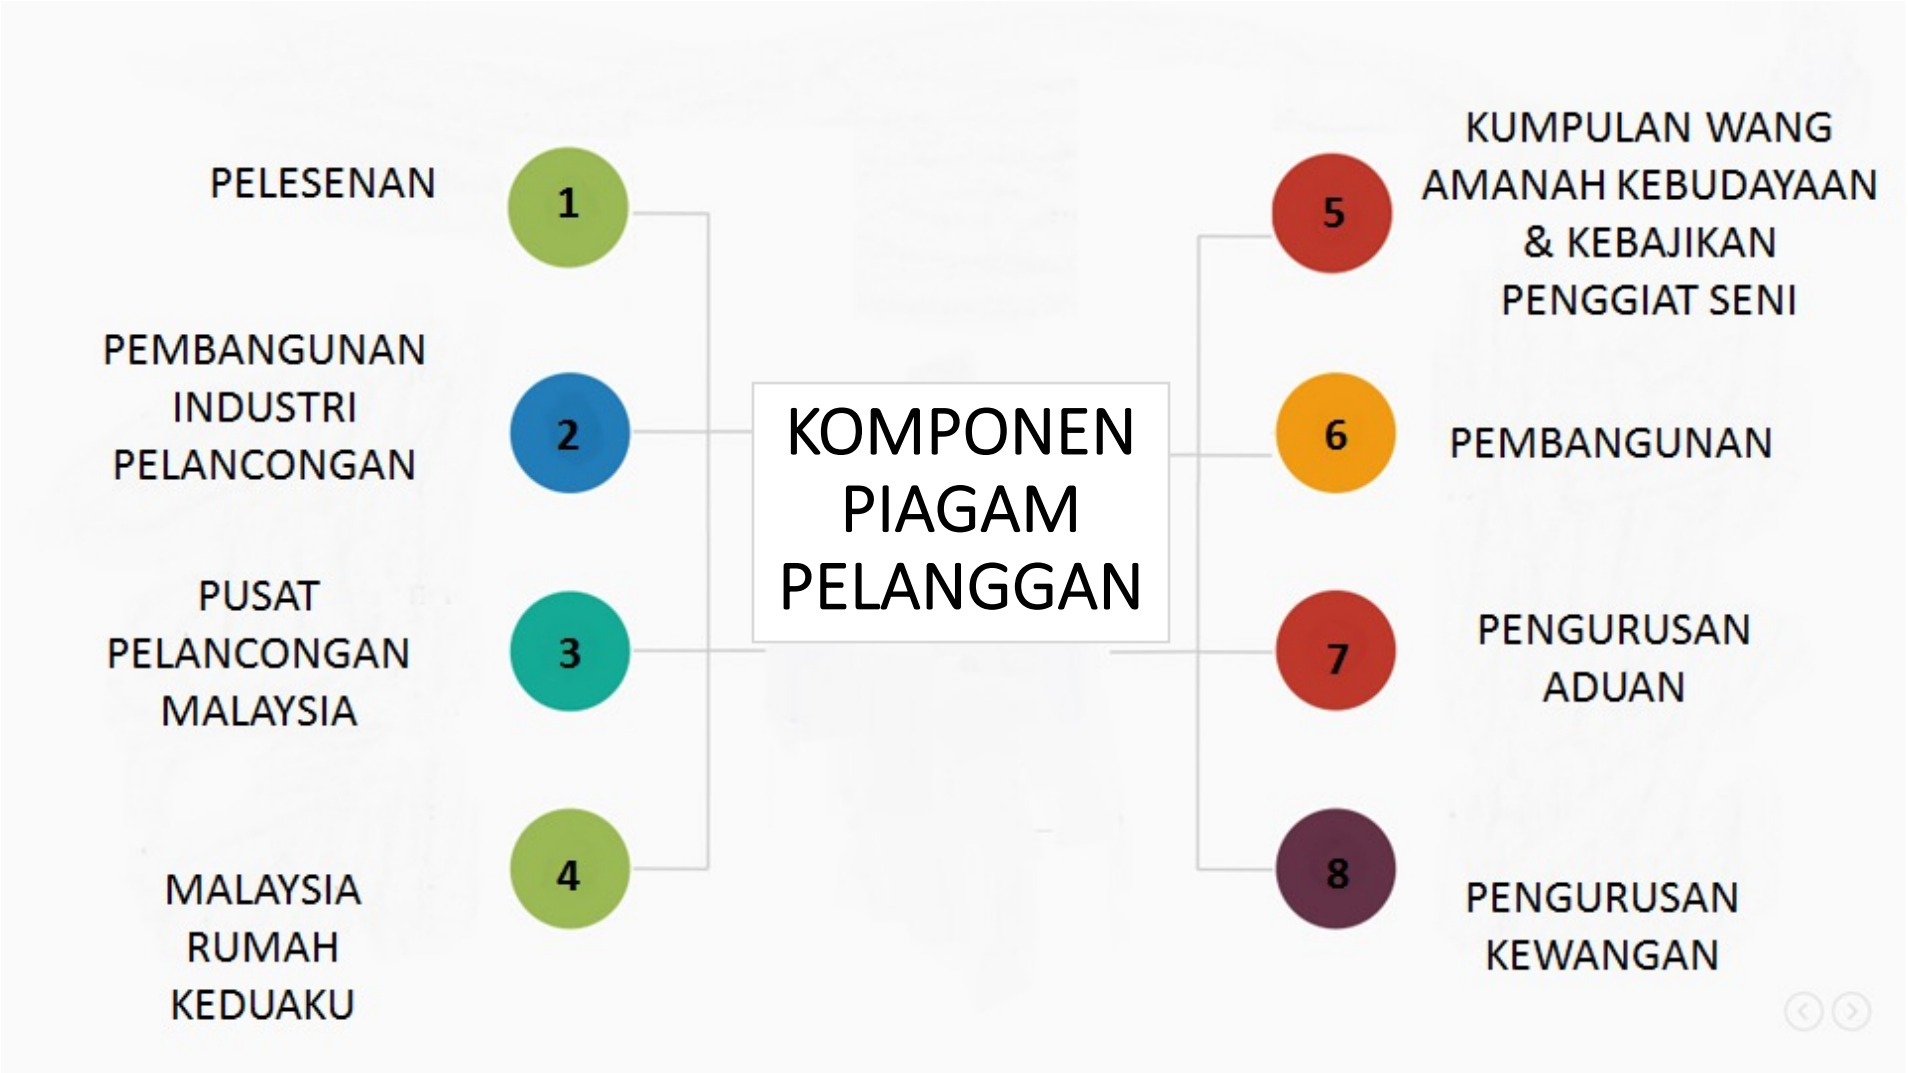 KOMPONEN
PIAGAM
PELANGGAN
1
PELESENAN
2
PEMBANGUNAN
INDUSTRI
PELANCONGAN
3
PUSAT
PELANCONGAN
MALAYSIA
4
MALAYSIA
RUMAH
KEDUAKU
5
KUMPULAN WANG
AMANAH KEBUDAYAAN
& KEBAJIKAN
PENGGIAT SENI
6
PEMBANGUNAN
7
PENGURUSAN
ADUAN
8
PENGURUSAN
KEWANGAN